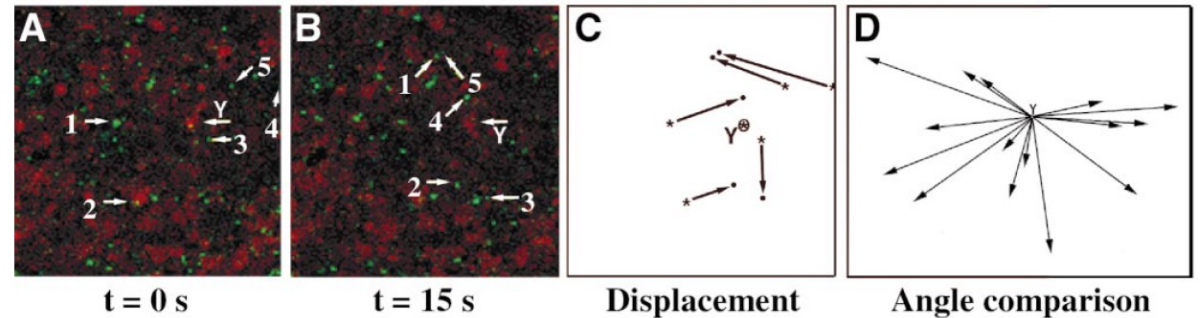 A B C D
5
1 Y 4
3
2
1 5
4
Y
2 3
Y
Y
t = 0 s t = 15 s Displacement Angle comparison